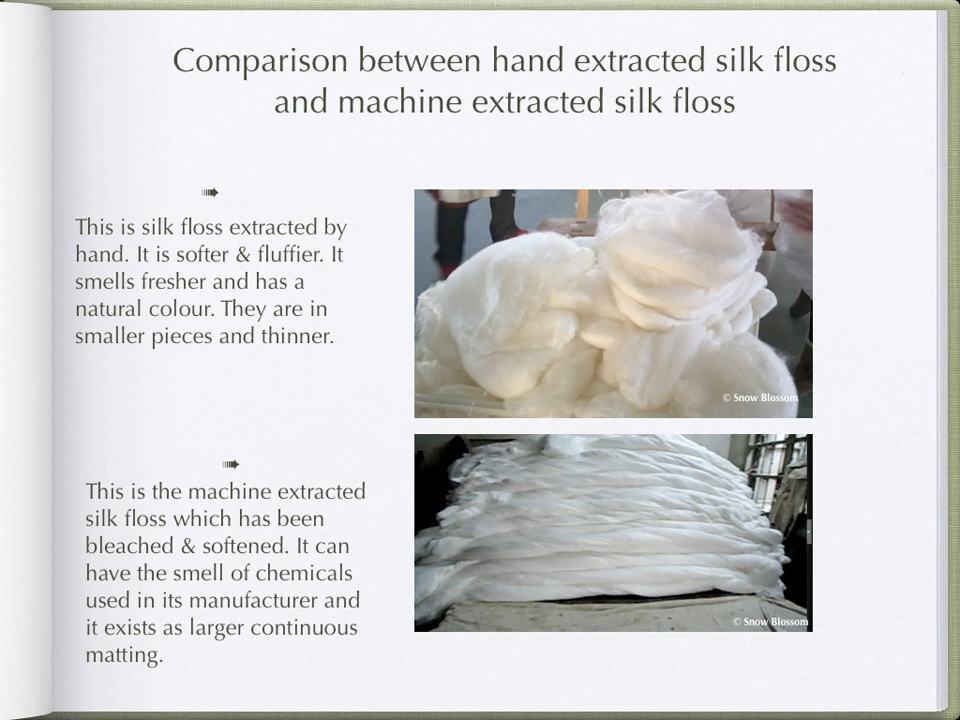 Comparison between hand extracted silk floss
and machine extracted silk floss
This is silk floss extracted by
hand. It is softer & fluffier. It
smells fresher and has a
natural colour. They are in
smaller pieces and thinner.
© Snow Blossom
This is the machine extracted
silk floss which has been
bleached & softened. It can
have the smell of chemicals
used in its manufacturer and
it exists as larger continuous
matting.
© Snow Blossom